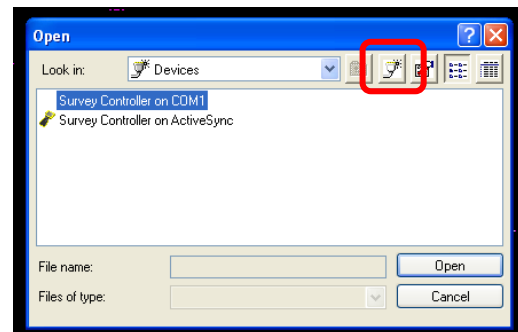 Open
Look in: Devices
Survey Controller on COM1
Survey Controller on ActiveSync
File name: Open
Files of type: Cancel